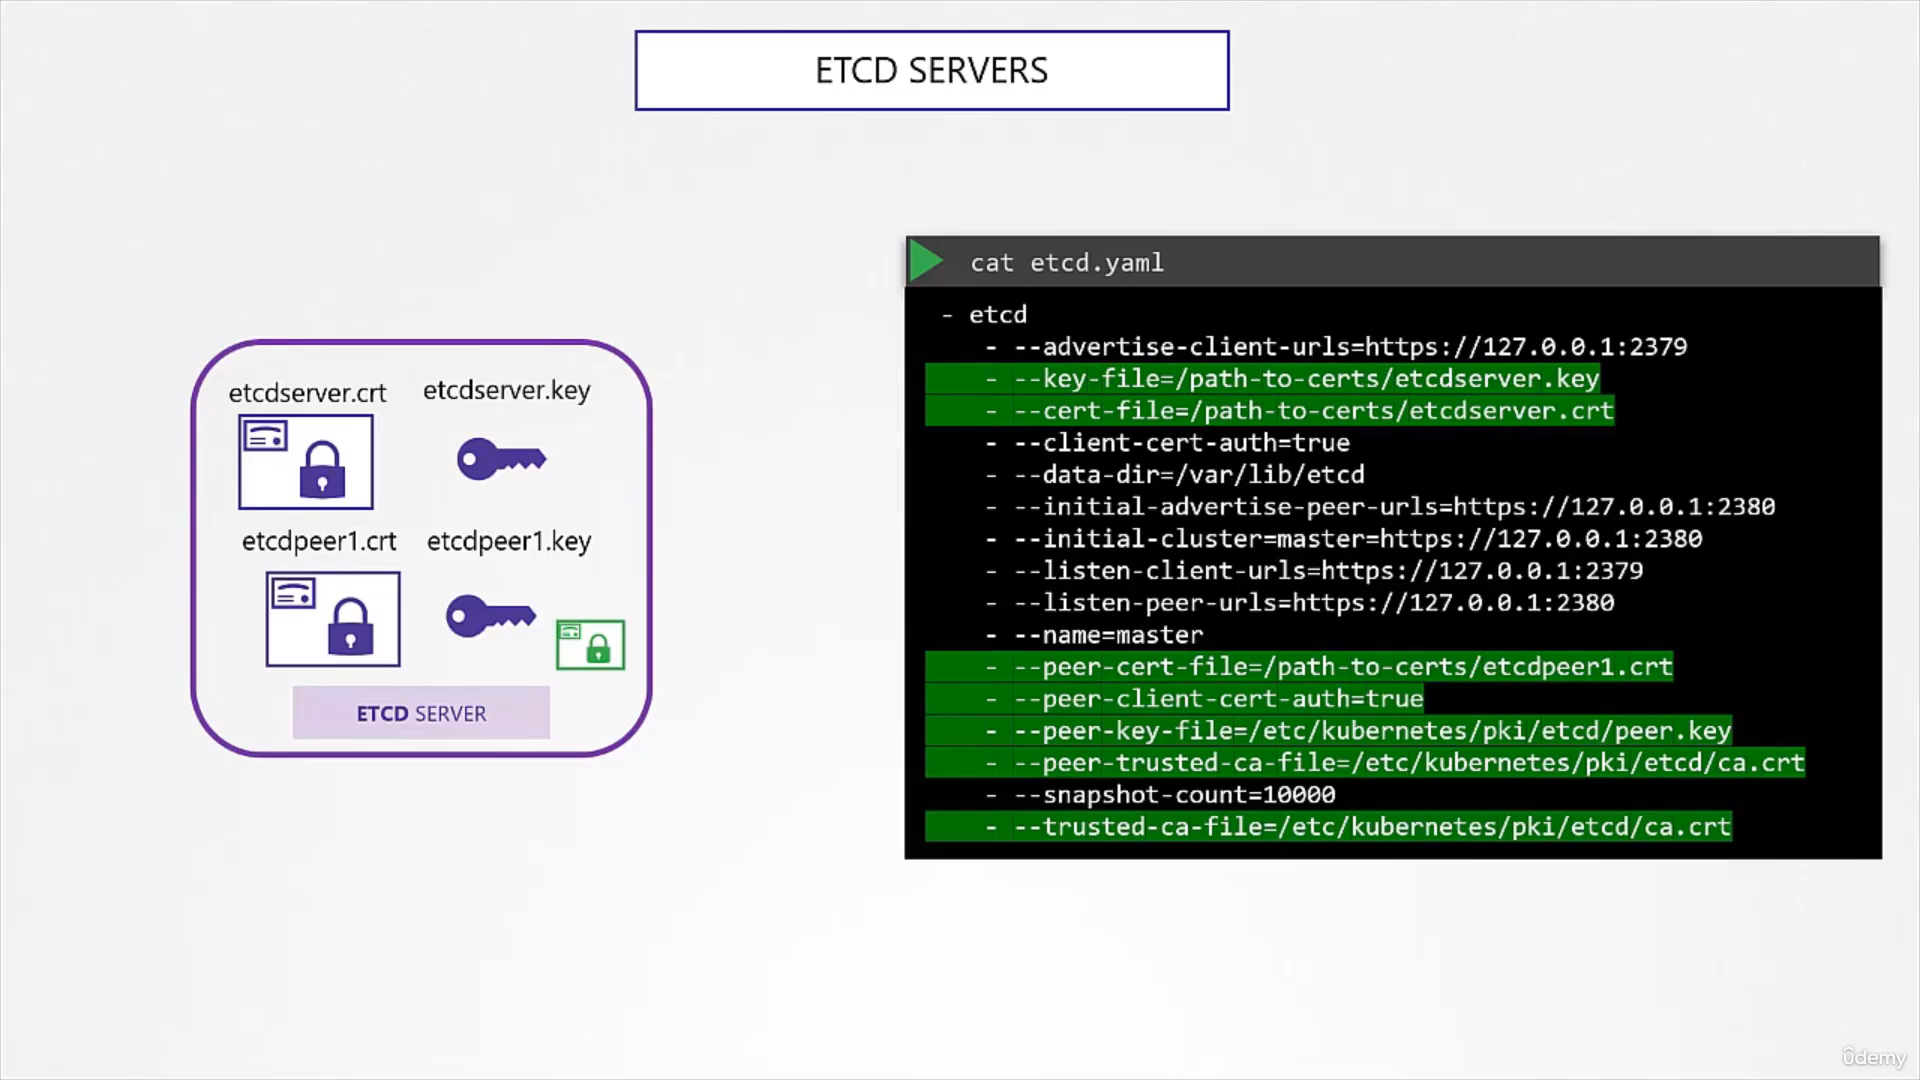 ETCD SERVERS
etcdserver.crt etcdserver.key
etcdpeer1.crt etcdpeer1.key
ETCD SERVER
cat etcd.yaml
- etcd
- --advertise-client-urls=https://127.0.0.1:2379
- --key-file=/path-to-certs/etcdserver.key
- --cert-file=/path-to-certs/etcdserver.crt
- --client-cert-auth=true
- --data-dir=/var/lib/etcd
- --initial-advertise-peer-urls=https://127.0.0.1:2380
- --initial-cluster=master=https://127.0.0.1:2380
- --listen-client-urls=https://127.0.0.1:2379
- --listen-peer-urls=https://127.0.0.1:2380
- --name=master
- --peer-cert-file=/path-to-certs/etcdpeer1.crt
- --peer-client-cert-auth=true
- --peer-key-file=/etc/kubernetes/pki/etcd/peer.key
- --peer-trusted-ca-file=/etc/kubernetes/pki/etcd/ca.crt
- --snapshot-count=10000
- --trusted-ca-file=/etc/kubernetes/pki/etcd/ca.crt
ûdemy